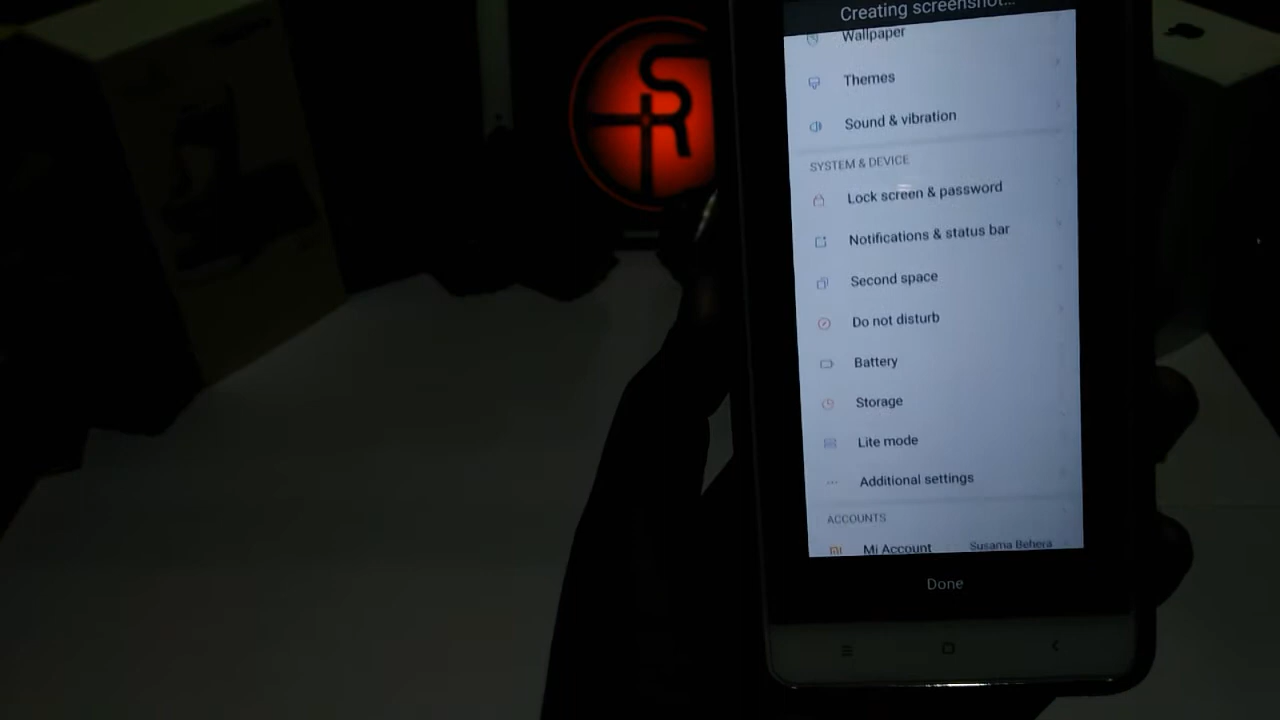 Creating screenshot...
Wallpaper
Themes
Sound & vibration
SYSTEM & DEVICE
Lock screen & password
Notifications & status bar
Second space
Do not disturb
Battery
Storage
Lite mode
Additional settings
ACCOUNTS
Mi Account Susama Behera
Done
SR